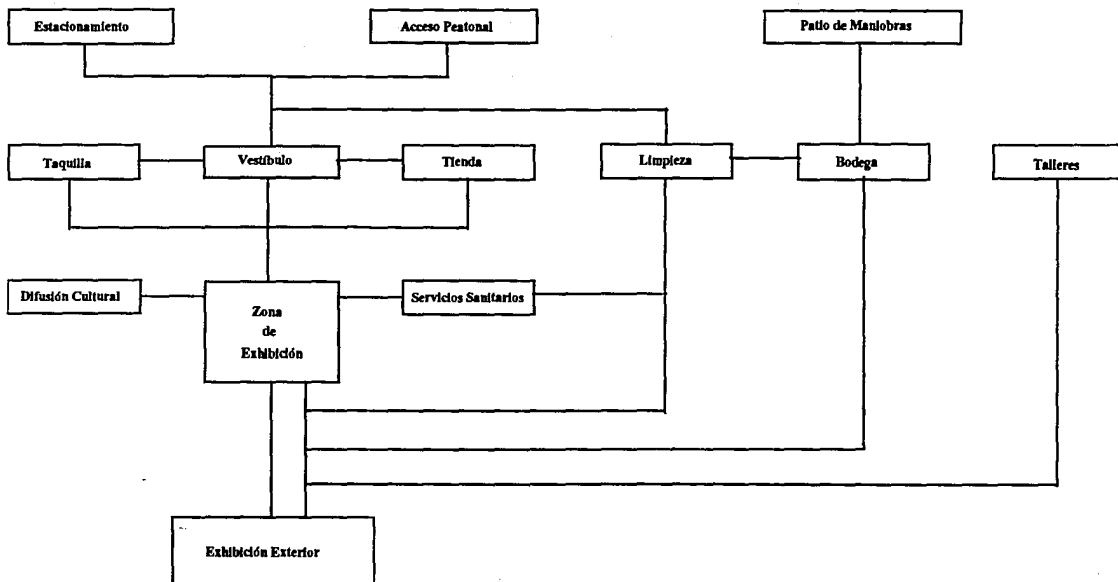 Estacionamiento
Acceso Peatonal
Patio de Maniobras
Taquilla
Vestíbulo
Tienda
Limpieza
Bodega
Talleres
Difusión Cultural
Zona
de
Exhibición
Servicios Sanitarios
Exhibición Exterior